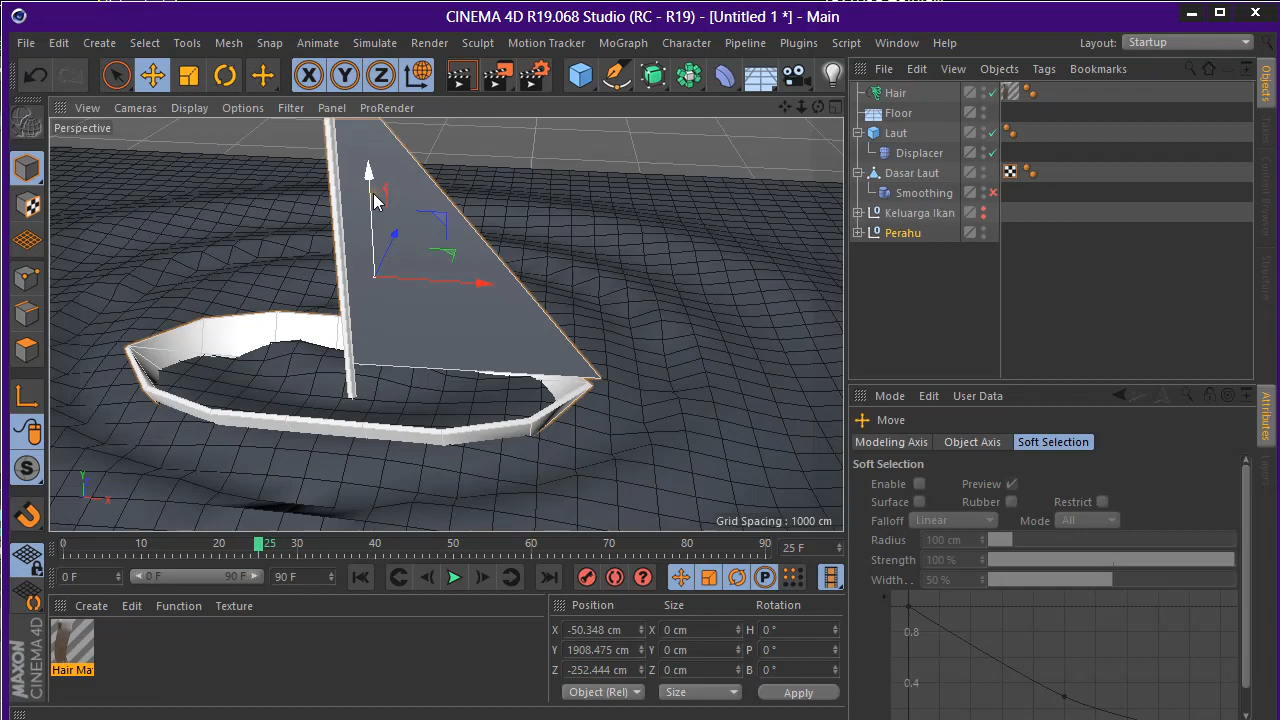 CINEMA 4D R19.068 Studio (RC - R19) - [Untitled 1 *] - Main
File Edit Create Select Tools Mesh Snap Animate Simulate Render Sculpt Motion Tracker MoGraph Character Pipeline Plugins Script Window Help Layout: Startup
X Y Z
File Edit View Objects Tags Bookmarks
View Cameras Display Options Filter Panel ProRender
Perspective
Hair
Floor
Laut
Displacer
Dasar Laut
Smoothing
Keluarga Ikan
Perahu
Objects
Takes
Content Browser
Structure
Y
X
Grid Spacing : 1000 cm
Mode Edit User Data
Move
Modeling Axis Object Axis Soft Selection
Soft Selection
Enable Preview
Surface Rubber Restrict
Falloff Linear Mode All
Radius 100 cm
Strength 100 %
Width.. 50 %
0.8
0.4
Attributes
Layers
0 10 20 25 30 40 50 60 70 80 90 25 F
0 F 0 F 90 F 90 F
Create Edit Function Texture
Hair Ma
Position Size Rotation
X -50.348 cm X 0 cm H 0 °
Y 1908.475 cm Y 0 cm P 0 °
Z -252.444 cm Z 0 cm B 0 °
Object (Rel) Size Apply
MAXON
CINEMA 4D